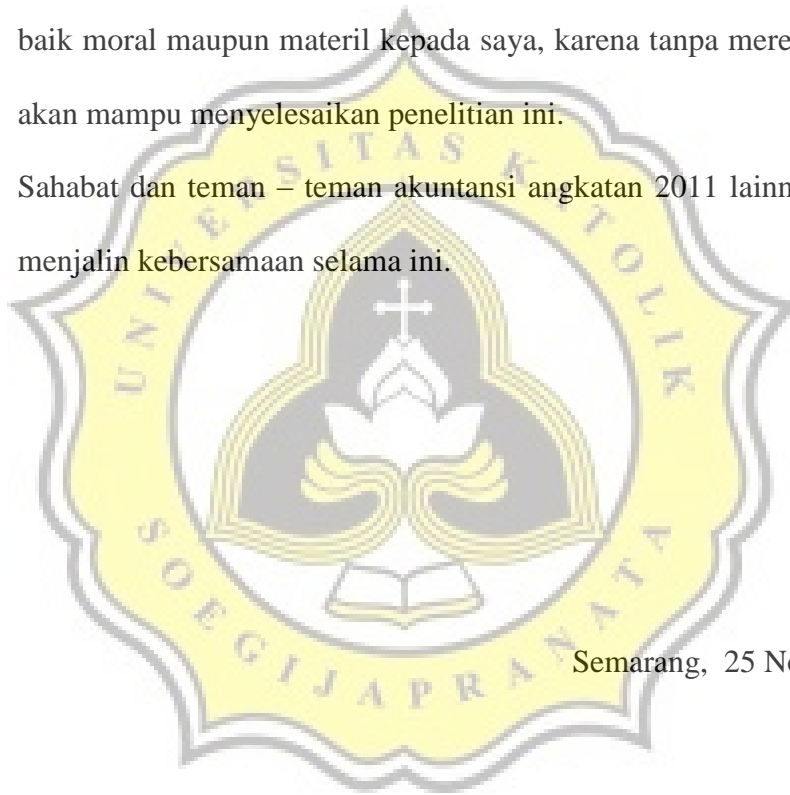 baik moral maupun materil kepada saya, karena tanpa mere
akan mampu menyelesaikan penelitian ini.
Sahabat dan teman – teman akuntansi angkatan 2011 lainn
menjalin kebersamaan selama ini.
UNIVERSITAS KATOLIK
SOEGIJAPRANATA
Semarang, 25 No